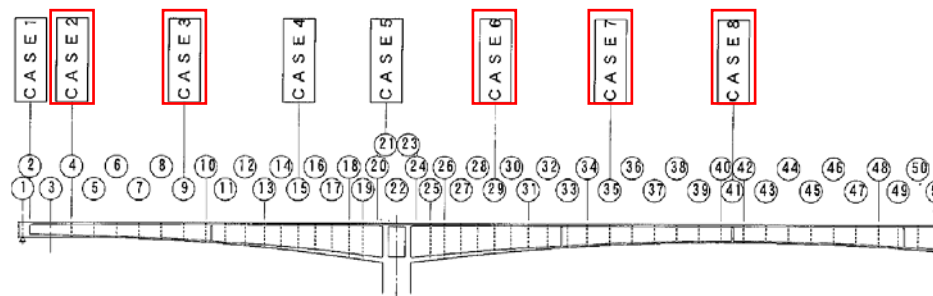 CASE1 CASE2 CASE3 CASE4 CASE5 CASE6 CASE7 CASE8
21 23
2 4 6 8 10 12 14 16 18 20 24 26 28 30 32 34 36 38 40 42 44 46 48 50
1 3 5 7 9 11 13 15 17 19 22 25 27 29 31 33 35 37 39 41 43 45 47 49